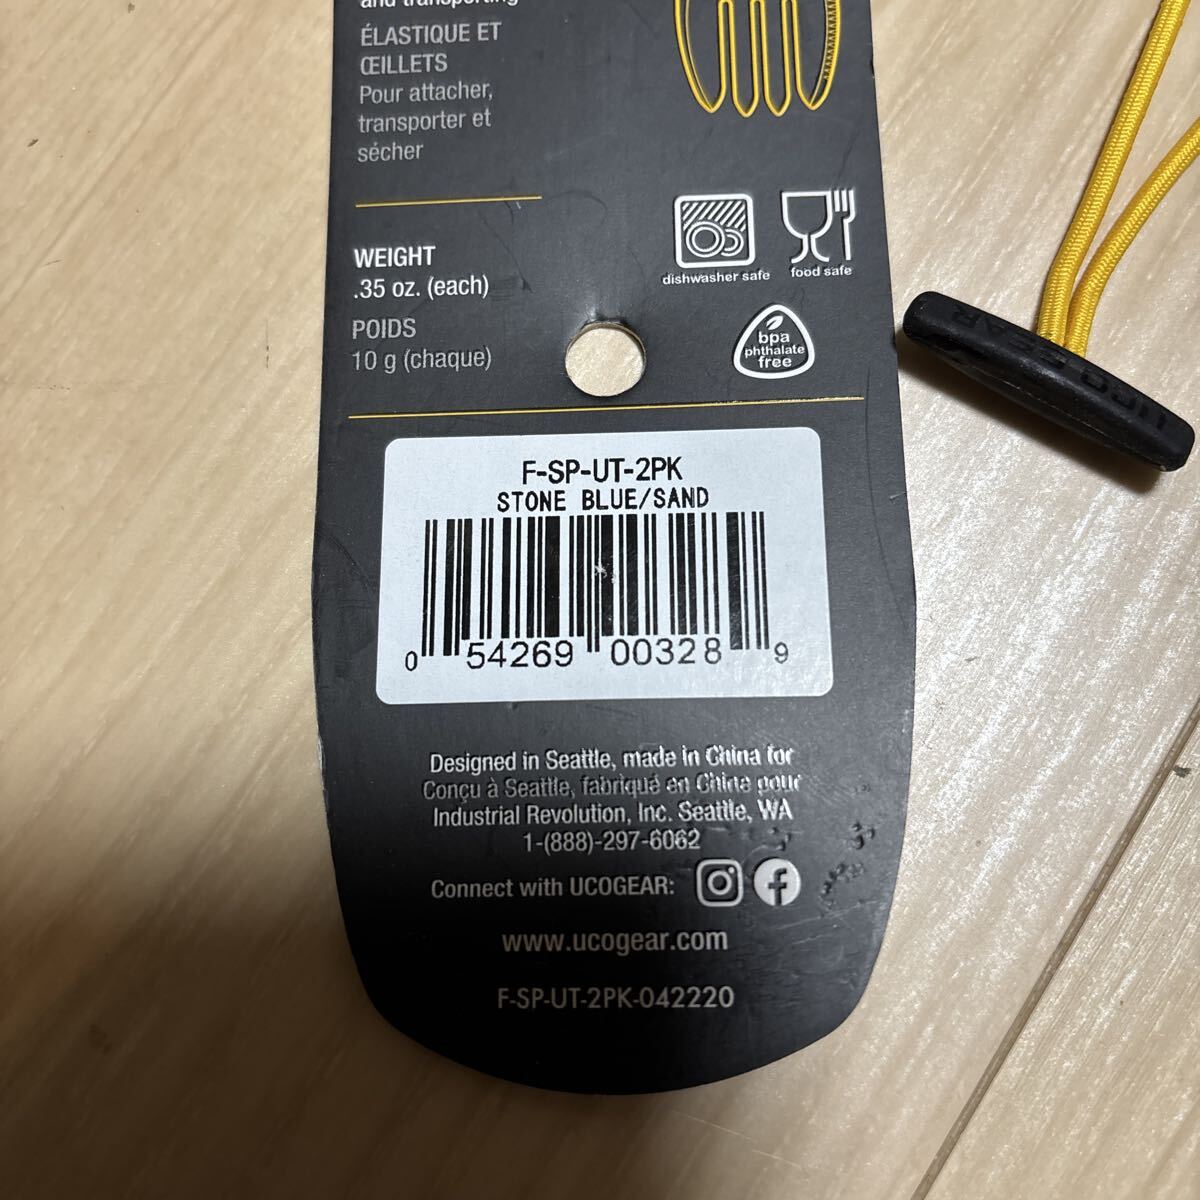 and transporting
ÉLASTIQUE ET
ŒILLETS
Pour attacher,
transporter et
sécher
WEIGHT
.35 oz. (each)
POIDS
10 g (chaque)
dishwasher safe
food safe
bpa
phthalate
free
UCO GEAR
F-SP-UT-2PK
STONE BLUE/SAND
0 54269 00328 9
Designed in Seattle, made in China for
Conçu à Seattle, fabriqué en Chine pour
Industrial Revolution, Inc. Seattle, WA
1-(888)-297-6062
Connect with UCOGEAR:
www.ucogear.com
F-SP-UT-2PK-042220